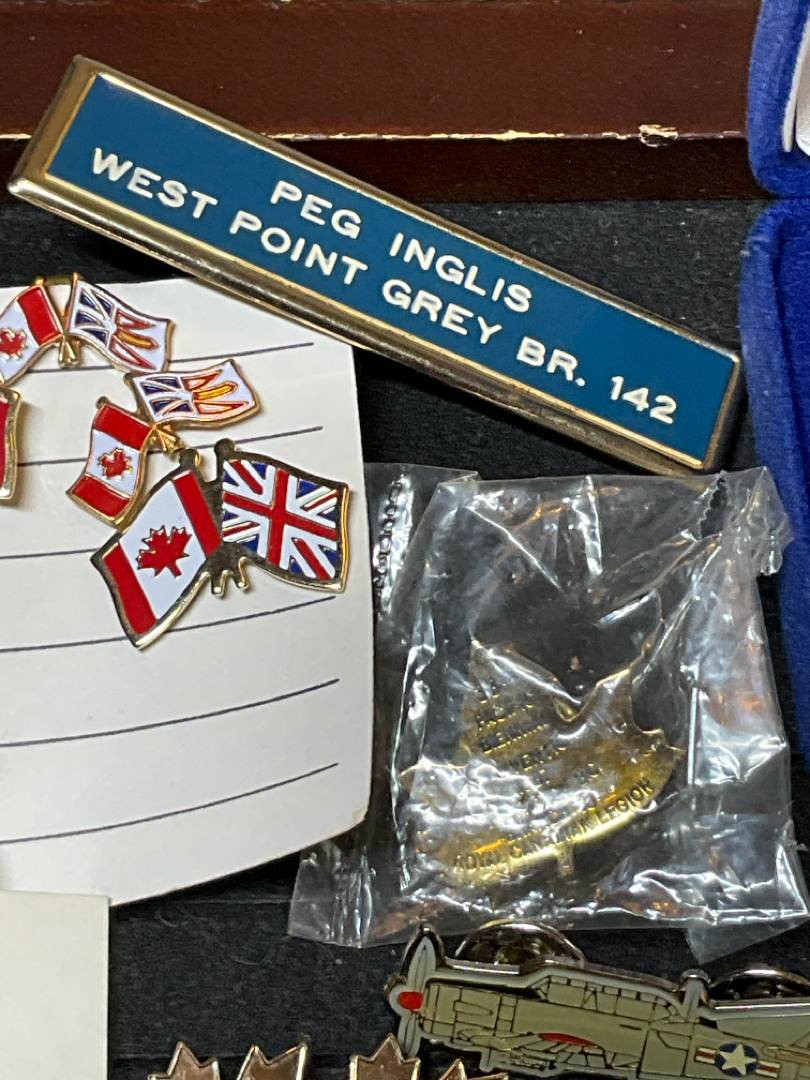 PEG INGLIS
WEST POINT GREY BR. 142
ROYAL CANADIAN LEGION